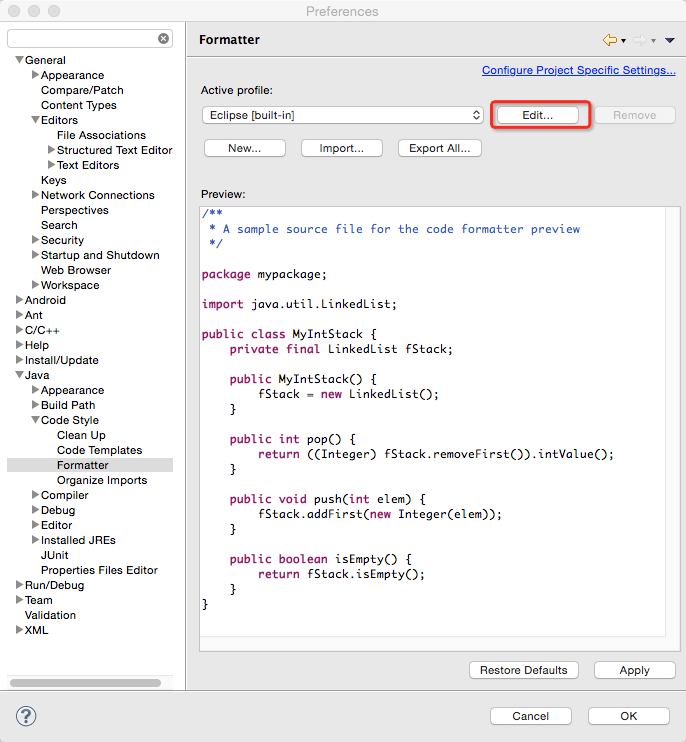 Preferences
General
Appearance
Compare/Patch
Content Types
Editors
File Associations
Structured Text Editor
Text Editors
Keys
Network Connections
Perspectives
Search
Security
Startup and Shutdown
Web Browser
Workspace
Android
Ant
C/C++
Help
Install/Update
Java
Appearance
Build Path
Code Style
Clean Up
Code Templates
Formatter
Organize Imports
Compiler
Debug
Editor
Installed JREs
JUnit
Properties Files Editor
Run/Debug
Team
Validation
XML
Formatter
Configure Project Specific Settings...
Active profile:
Eclipse [built-in] Edit... Remove
New... Import... Export All...
Preview:
/**
 * A sample source file for the code formatter preview
 */
package mypackage;
import java.util.LinkedList;
public class MyIntStack {
    private final LinkedList fStack;
    public MyIntStack() {
        fStack = new LinkedList();
    }
    public int pop() {
        return ((Integer) fStack.removeFirst()).intValue();
    }
    public void push(int elem) {
        fStack.addFirst(new Integer(elem));
    }
    public boolean isEmpty() {
        return fStack.isEmpty();
    }
}
Restore Defaults Apply
? Cancel OK